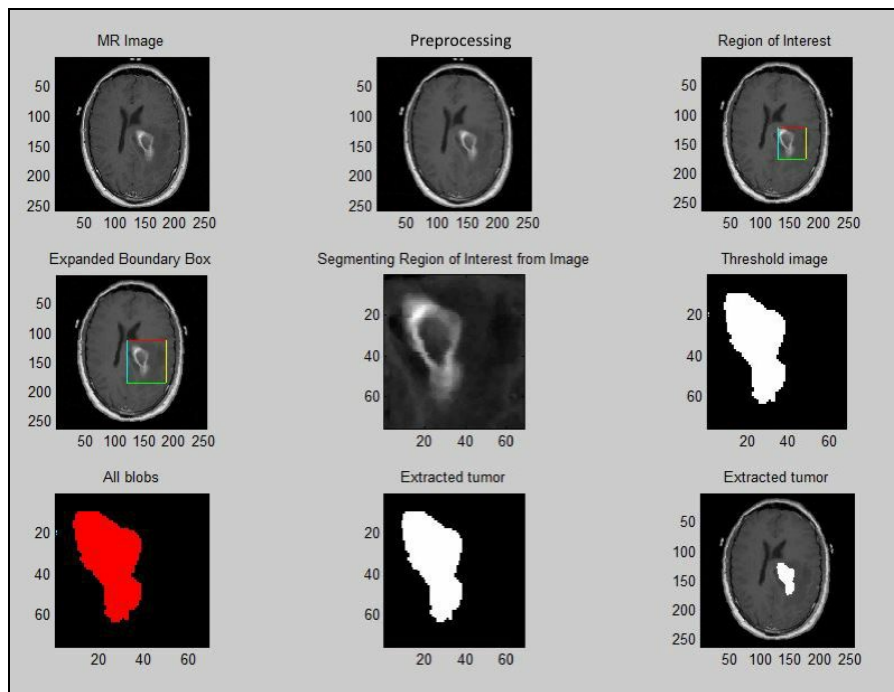 MR Image
50
100
150
200
250
50 100 150 200 250
Preprocessing
50
100
150
200
250
50 100 150 200 250
Region of Interest
50
100
150
200
250
50 100 150 200 250
Expanded Boundary Box
50
100
150
200
250
50 100 150 200 250
Segmenting Region of Interest from Image
20
40
60
20 40 60
Threshold image
20
40
60
20 40 60
All blobs
20
40
60
20 40 60
Extracted tumor
20
40
60
20 40 60
Extracted tumor
50
100
150
200
250
50 100 150 200 250